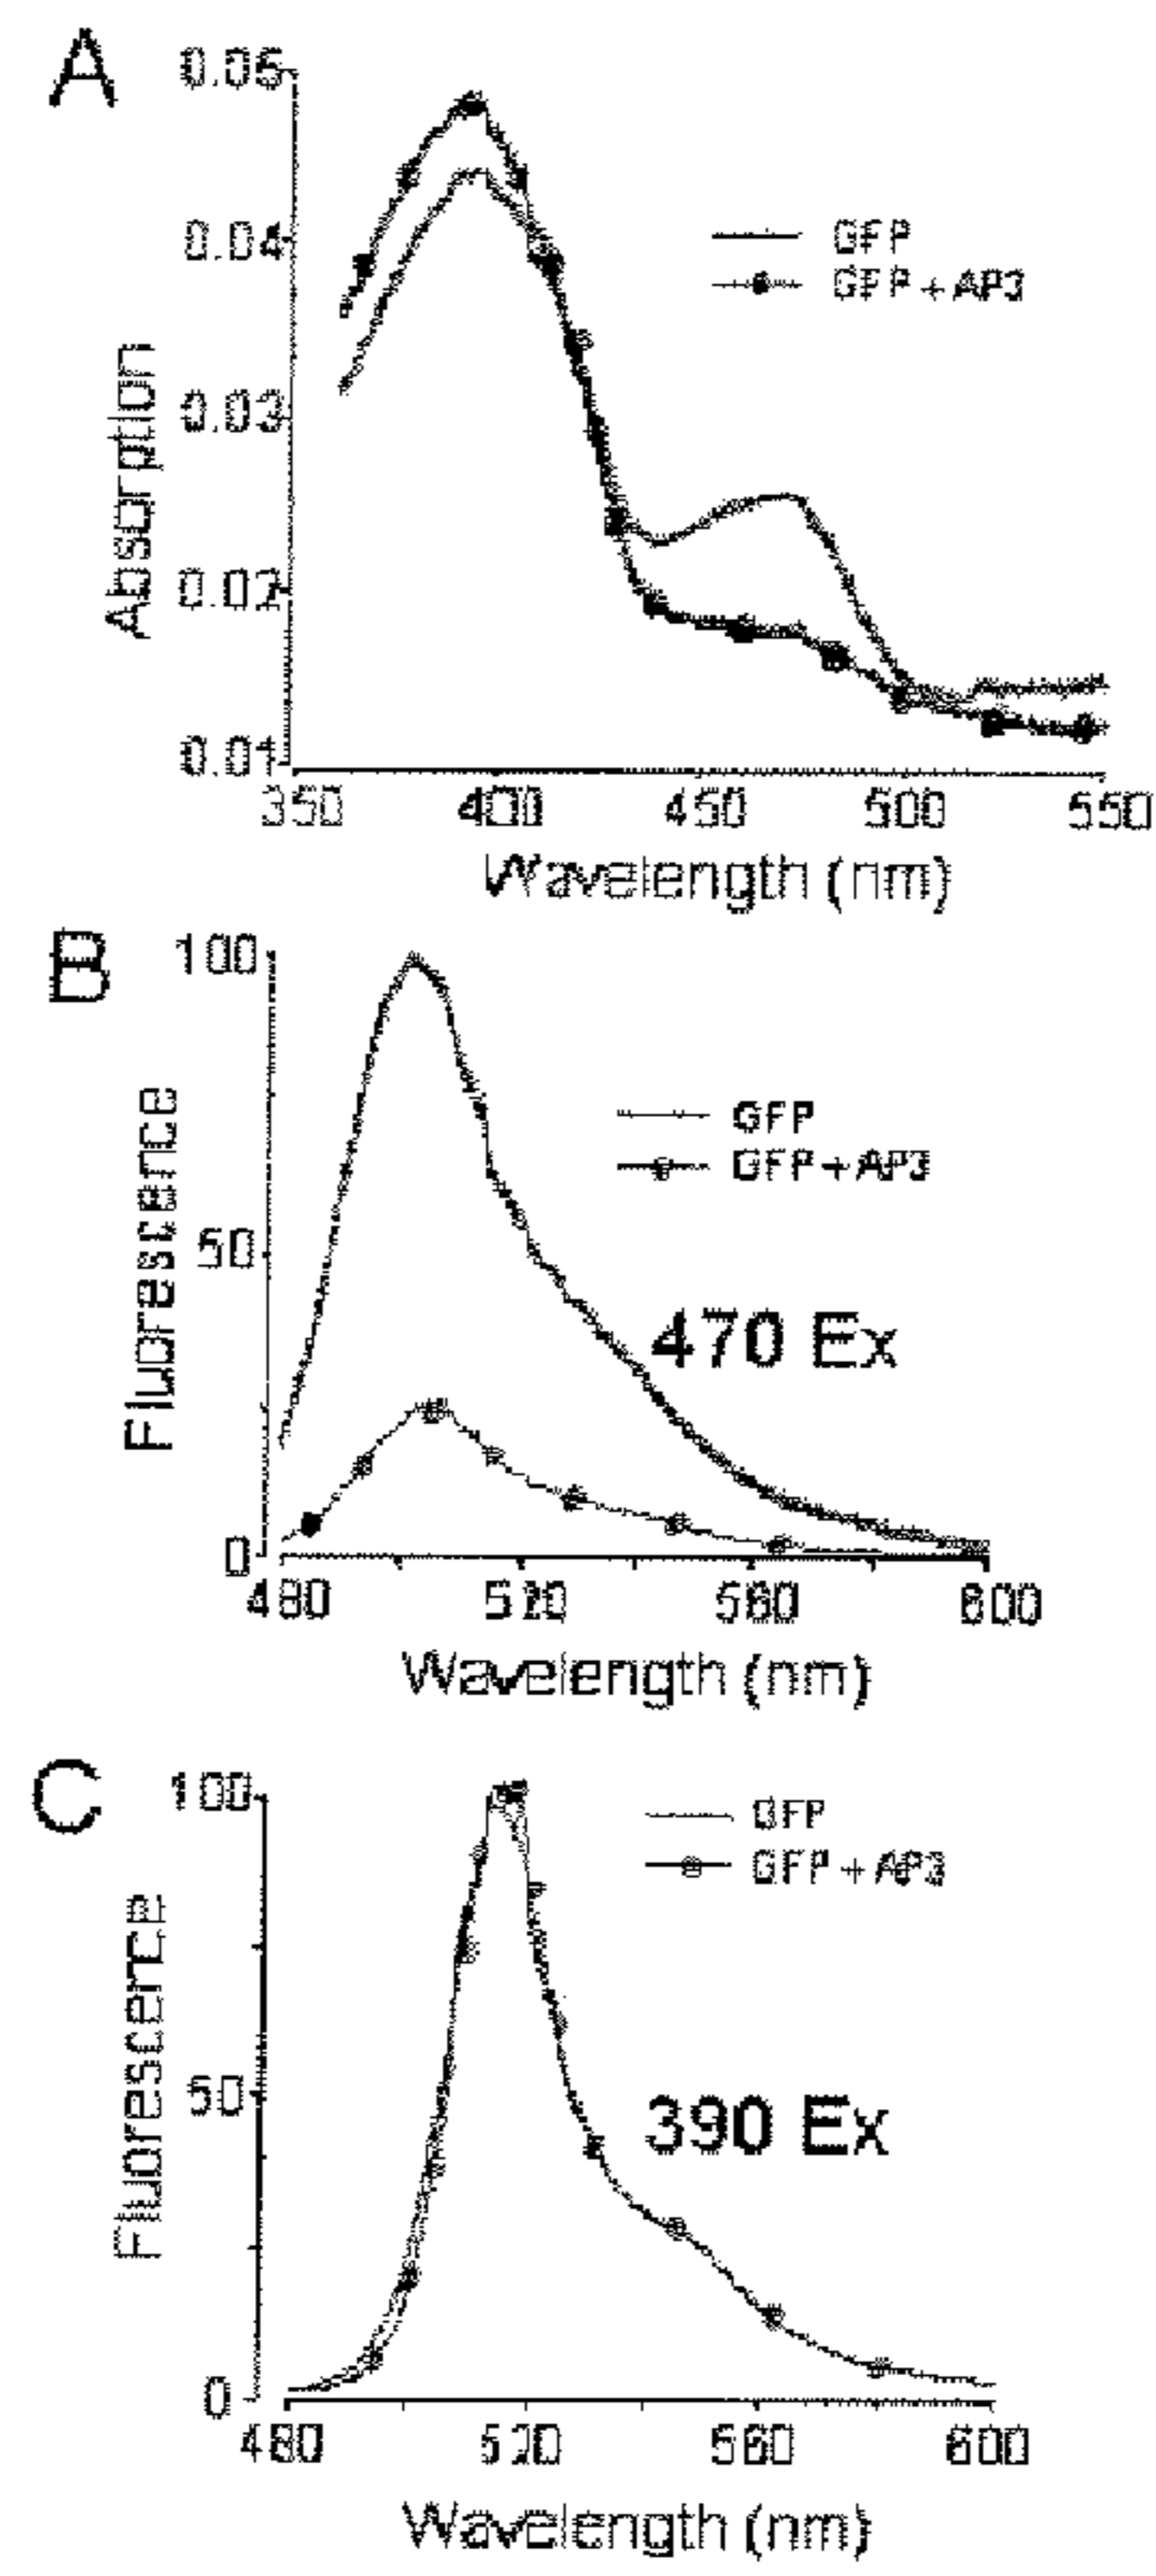 A
0.05
0.04
0.03
0.02
0.01
Absorption
GFP
GFP + AP3
350 400 450 500 550
Wavelength (nm)
B
100
50
0
Fluorescence
GFP
GFP + AP3
470 Ex
480 520 560 600
Wavelength (nm)
C
100
50
0
Fluorescence
GFP
GFP + AP3
390 Ex
480 520 560 600
Wavelength (nm)